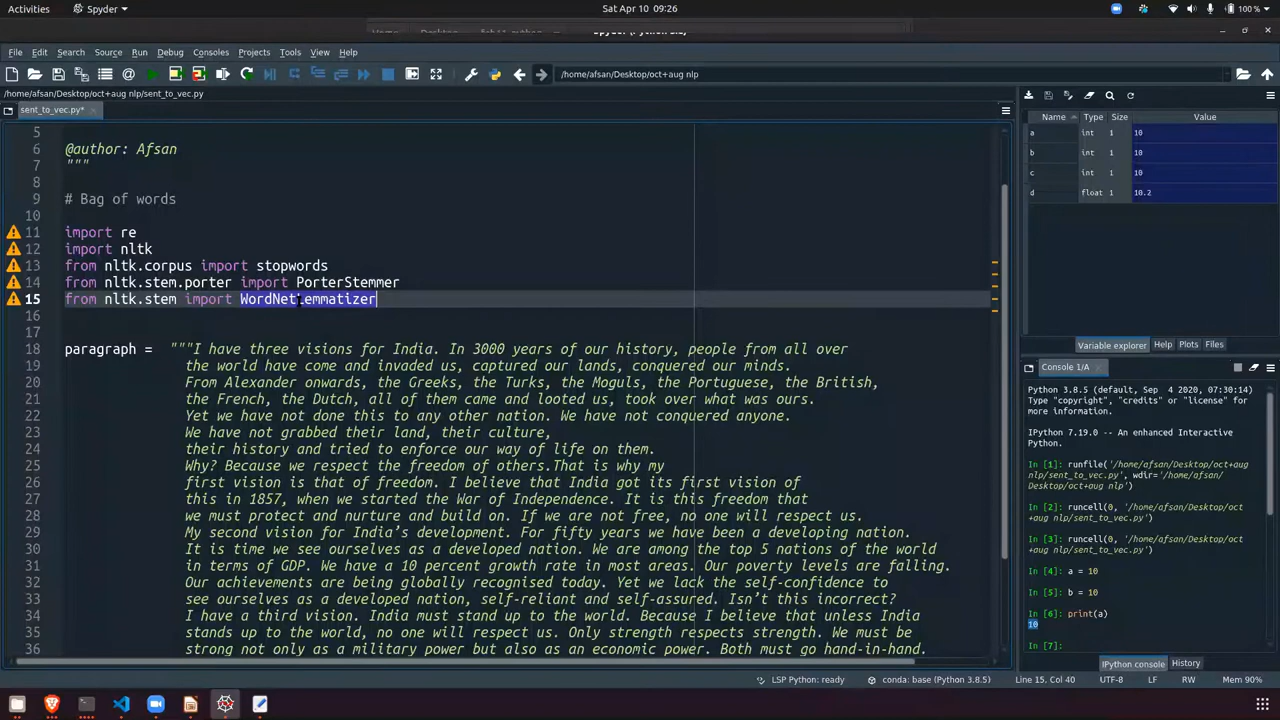 Activities
Spyder
Sat Apr 10 09:26
100 %
File Edit Search Source Run Debug Consoles Projects Tools View Help
/home/afsan/Desktop/oct+aug nlp
/home/afsan/Desktop/oct+aug nlp/sent_to_vec.py
sent_to_vec.py*
5
6 @author: Afsan
7 """
8
9 # Bag of words
10
11 import re
12 import nltk
13 from nltk.corpus import stopwords
14 from nltk.stem.porter import PorterStemmer
15 from nltk.stem import WordNetLemmatizer
16
17
18 paragraph = """I have three visions for India. In 3000 years of our history, people from all over
19 the world have come and invaded us, captured our lands, conquered our minds.
20 From Alexander onwards, the Greeks, the Turks, the Moguls, the Portuguese, the British,
21 the French, the Dutch, all of them came and looted us, took over what was ours.
22 Yet we have not done this to any other nation. We have not conquered anyone.
23 We have not grabbed their land, their culture,
24 their history and tried to enforce our way of life on them.
25 Why? Because we respect the freedom of others.That is why my
26 first vision is that of freedom. I believe that India got its first vision of
27 this in 1857, when we started the War of Independence. It is this freedom that
28 we must protect and nurture and build on. If we are not free, no one will respect us.
29 My second vision for India’s development. For fifty years we have been a developing nation.
30 It is time we see ourselves as a developed nation. We are among the top 5 nations of the world
31 in terms of GDP. We have a 10 percent growth rate in most areas. Our poverty levels are falling.
32 Our achievements are being globally recognised today. Yet we lack the self-confidence to
33 see ourselves as a developed nation, self-reliant and self-assured. Isn’t this incorrect?
34 I have a third vision. India must stand up to the world. Because I believe that unless India
35 stands up to the world, no one will respect us. Only strength respects strength. We must be
36 strong not only as a military power but also as an economic power. Both must go hand-in-hand.
Name Type Size Value
a int 1 10
b int 1 10
c int 1 10
d float 1 10.2
Variable explorer Help Plots Files
Console 1/A
Python 3.8.5 (default, Sep 4 2020, 07:30:14)
Type "copyright", "credits" or "license" for
more information.
IPython 7.19.0 -- An enhanced Interactive
Python.
In [1]: runfile('/home/afsan/Desktop/oct+aug
nlp/sent_to_vec.py', wdir='/home/afsan/
Desktop/oct+aug nlp')
In [2]: runcell(0, '/home/afsan/Desktop/oct
+aug nlp/sent_to_vec.py')
In [3]: runcell(0, '/home/afsan/Desktop/oct
+aug nlp/sent_to_vec.py')
In [4]: a = 10
In [5]: b = 10
In [6]: print(a)
10
In [7]:
IPython console History
LSP Python: ready conda: base (Python 3.8.5) Line 15, Col 40 UTF-8 LF RW Mem 90%